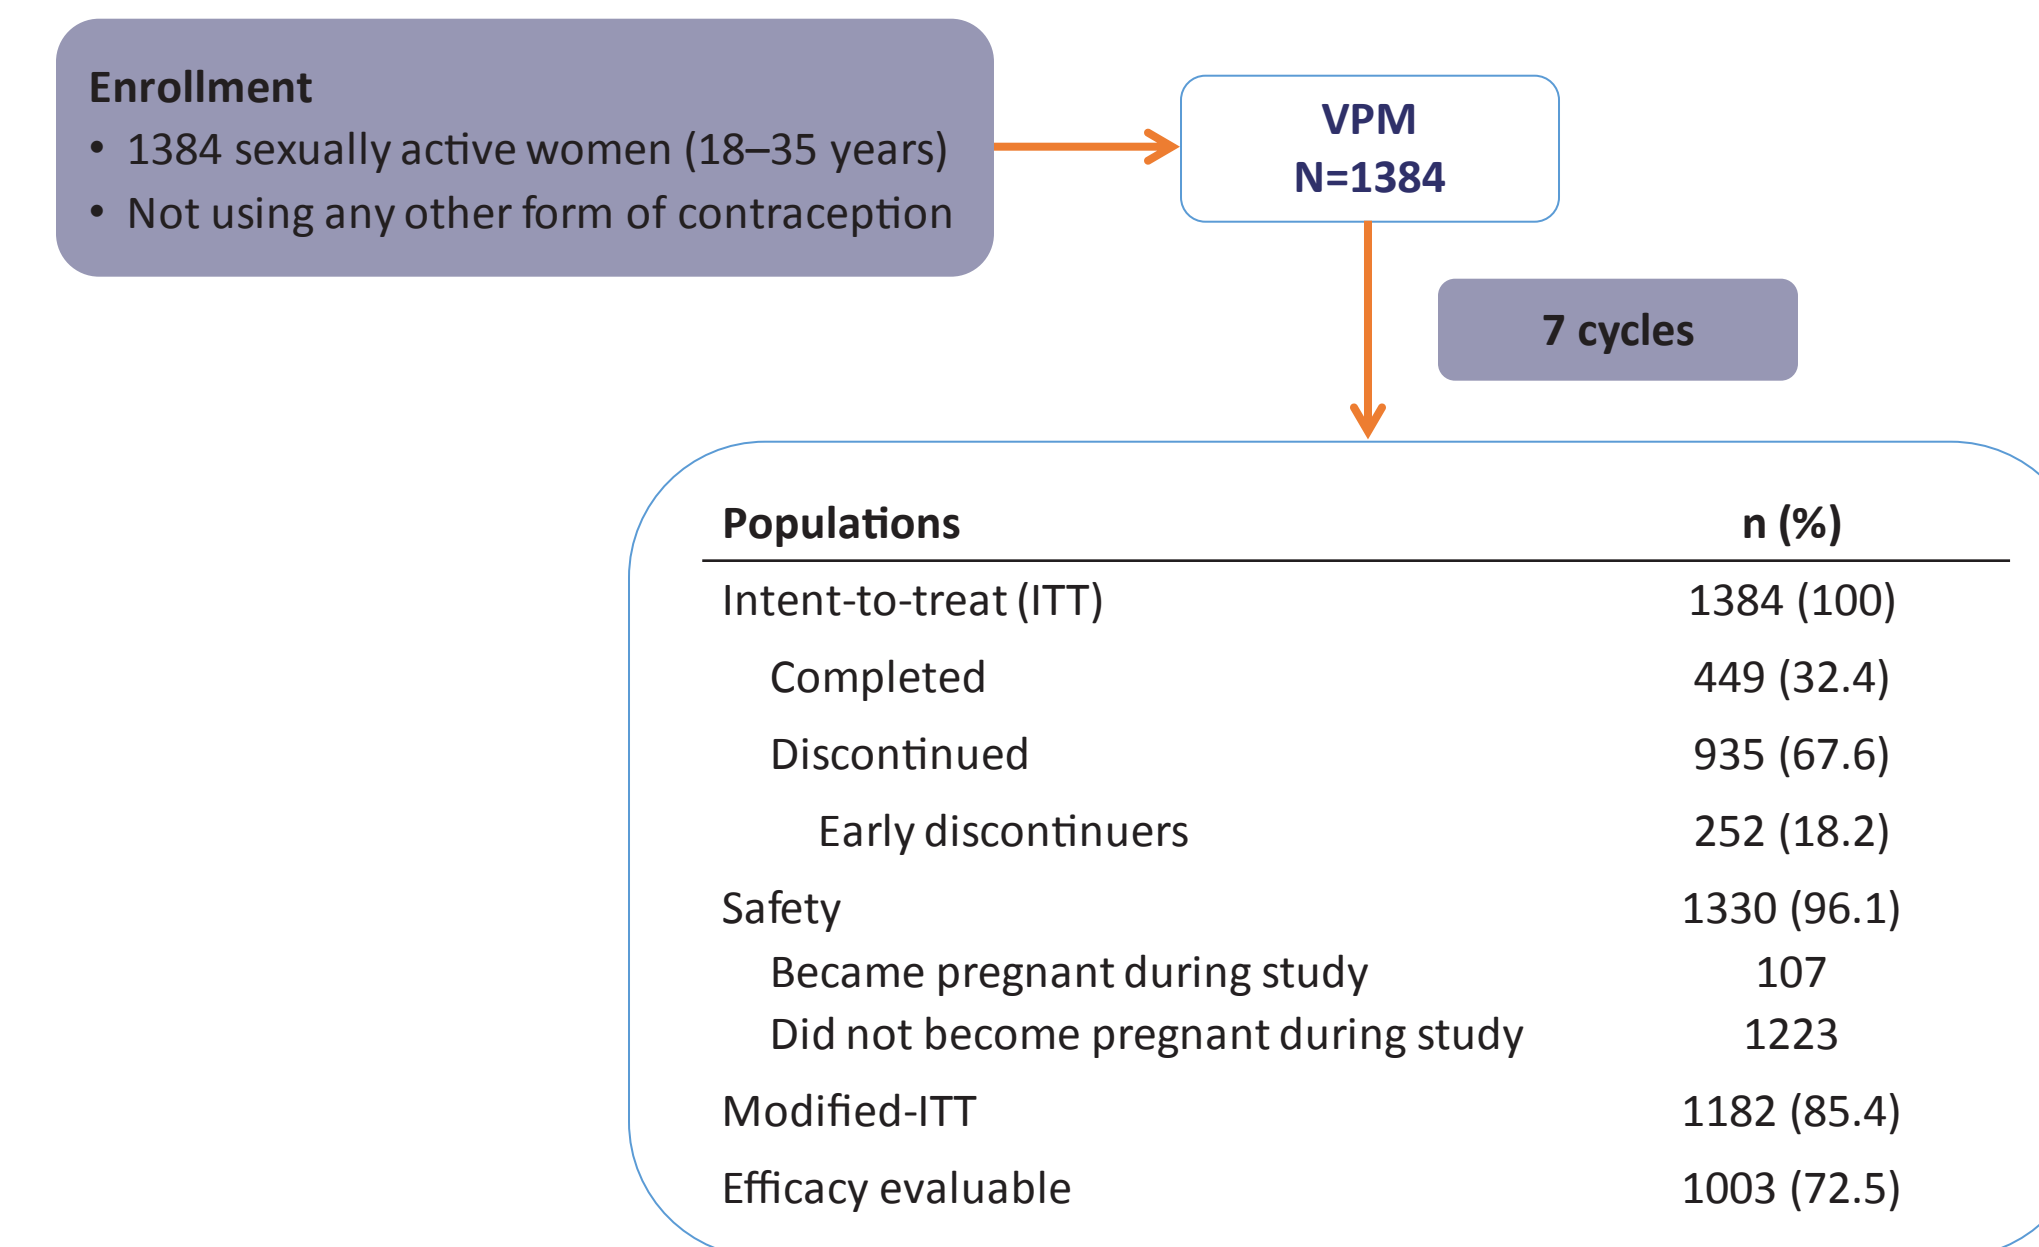 Enrollment
• 1384 sexually active women (18–35 years)
• Not using any other form of contraception
VPM
N=1384
7 cycles
Populations n (%)
Intent-to-treat (ITT) 1384 (100)
Completed 449 (32.4)
Discontinued 935 (67.6)
Early discontinuers 252 (18.2)
Safety 1330 (96.1)
Became pregnant during study 107
Did not become pregnant during study 1223
Modified-ITT 1182 (85.4)
Efficacy evaluable 1003 (72.5)